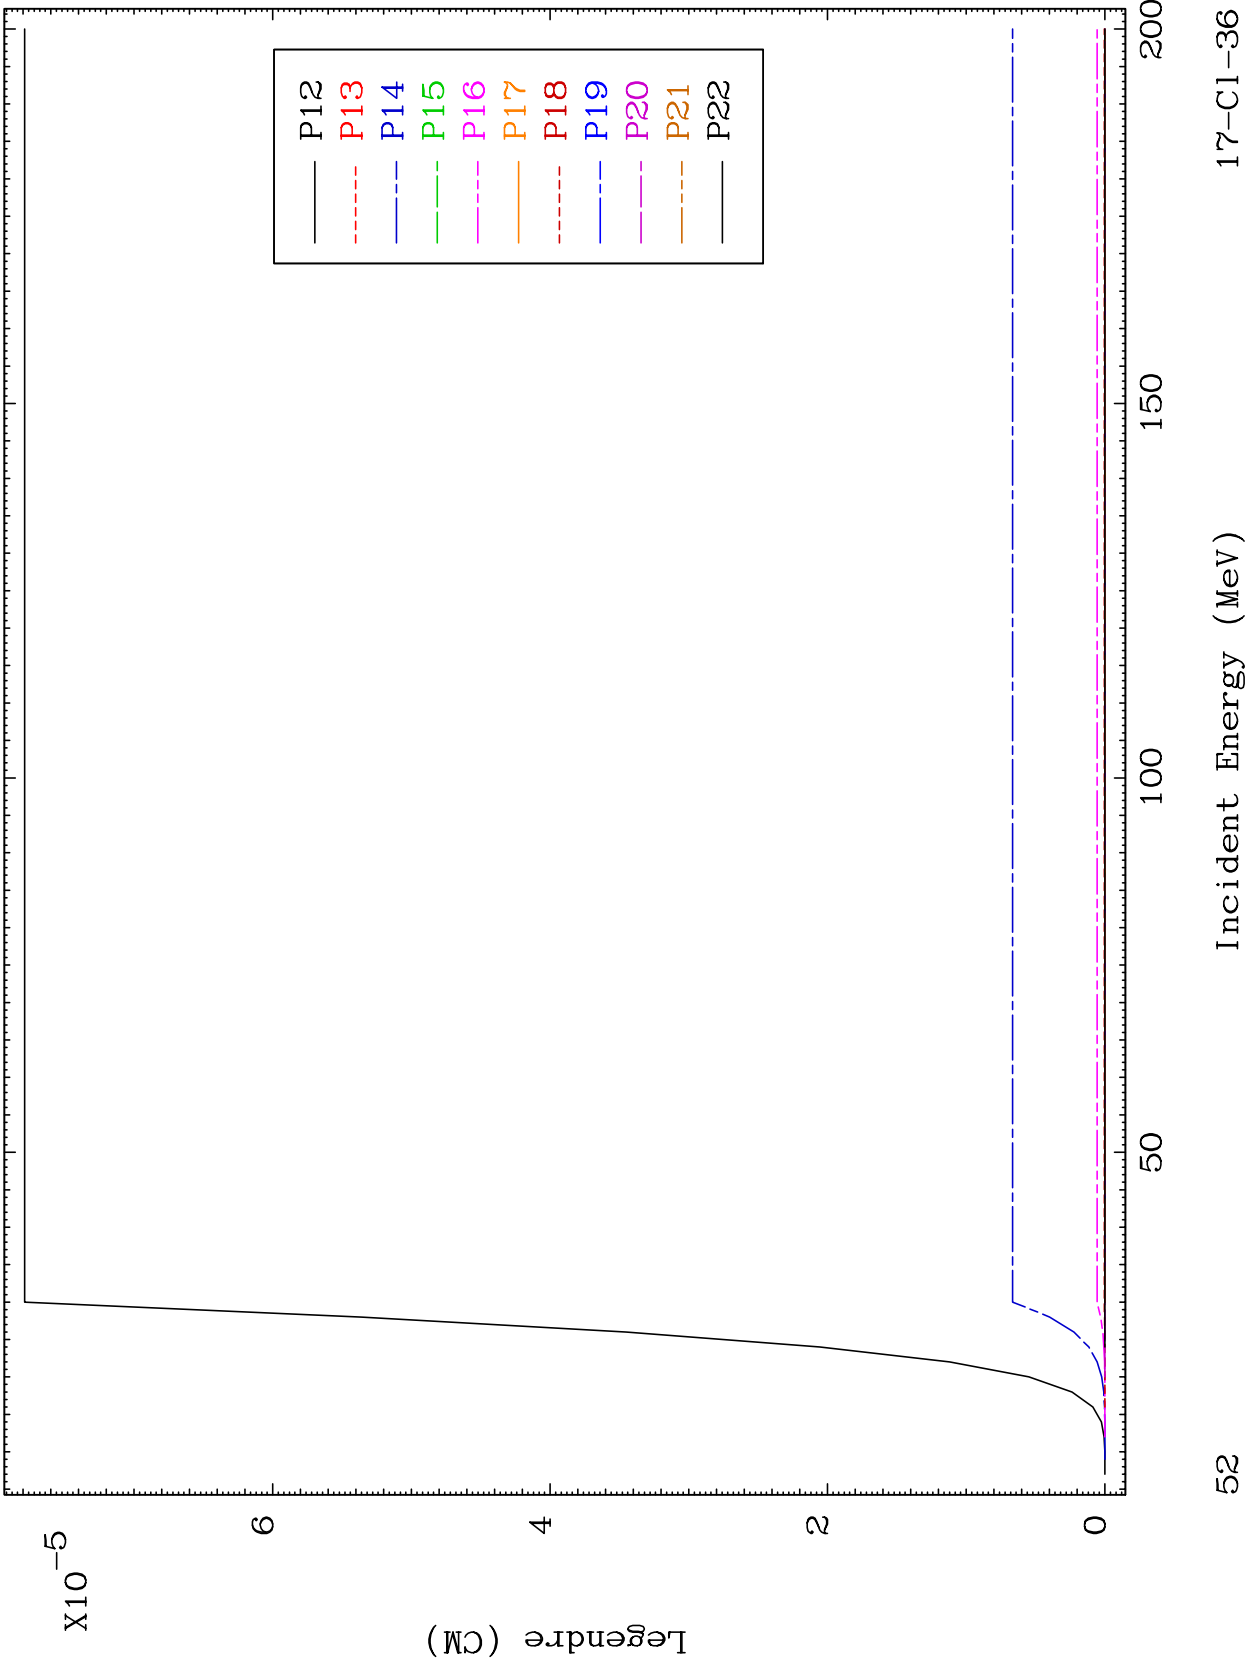 X10-5
Legendre (CM)
6
4
2
0
P12
P13
P14
P15
P16
P17
P18
P19
P20
P21
P22
50
100
150
200
Incident Energy (MeV)
52
17-Cl-36